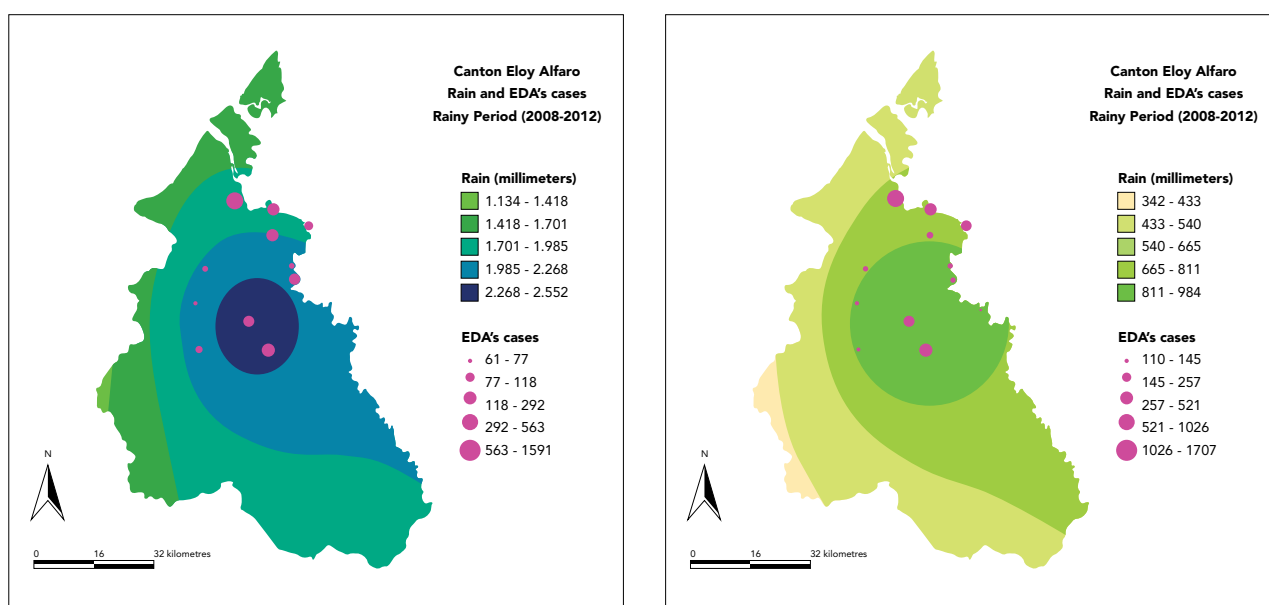 Canton Eloy Alfaro
Rain and EDA's cases
Rainy Period (2008-2012)
Rain (millimeters)
1.134 - 1.418
1.418 - 1.701
1.701 - 1.985
1.985 - 2.268
2.268 - 2.552
EDA's cases
61 - 77
77 - 118
118 - 292
292 - 563
563 - 1591
N
0 16 32 kilometres
Canton Eloy Alfaro
Rain and EDA's cases
Rainy Period (2008-2012)
Rain (millimeters)
342 - 433
433 - 540
540 - 665
665 - 811
811 - 984
EDA's cases
110 - 145
145 - 257
257 - 521
521 - 1026
1026 - 1707
N
0 16 32 kilometres